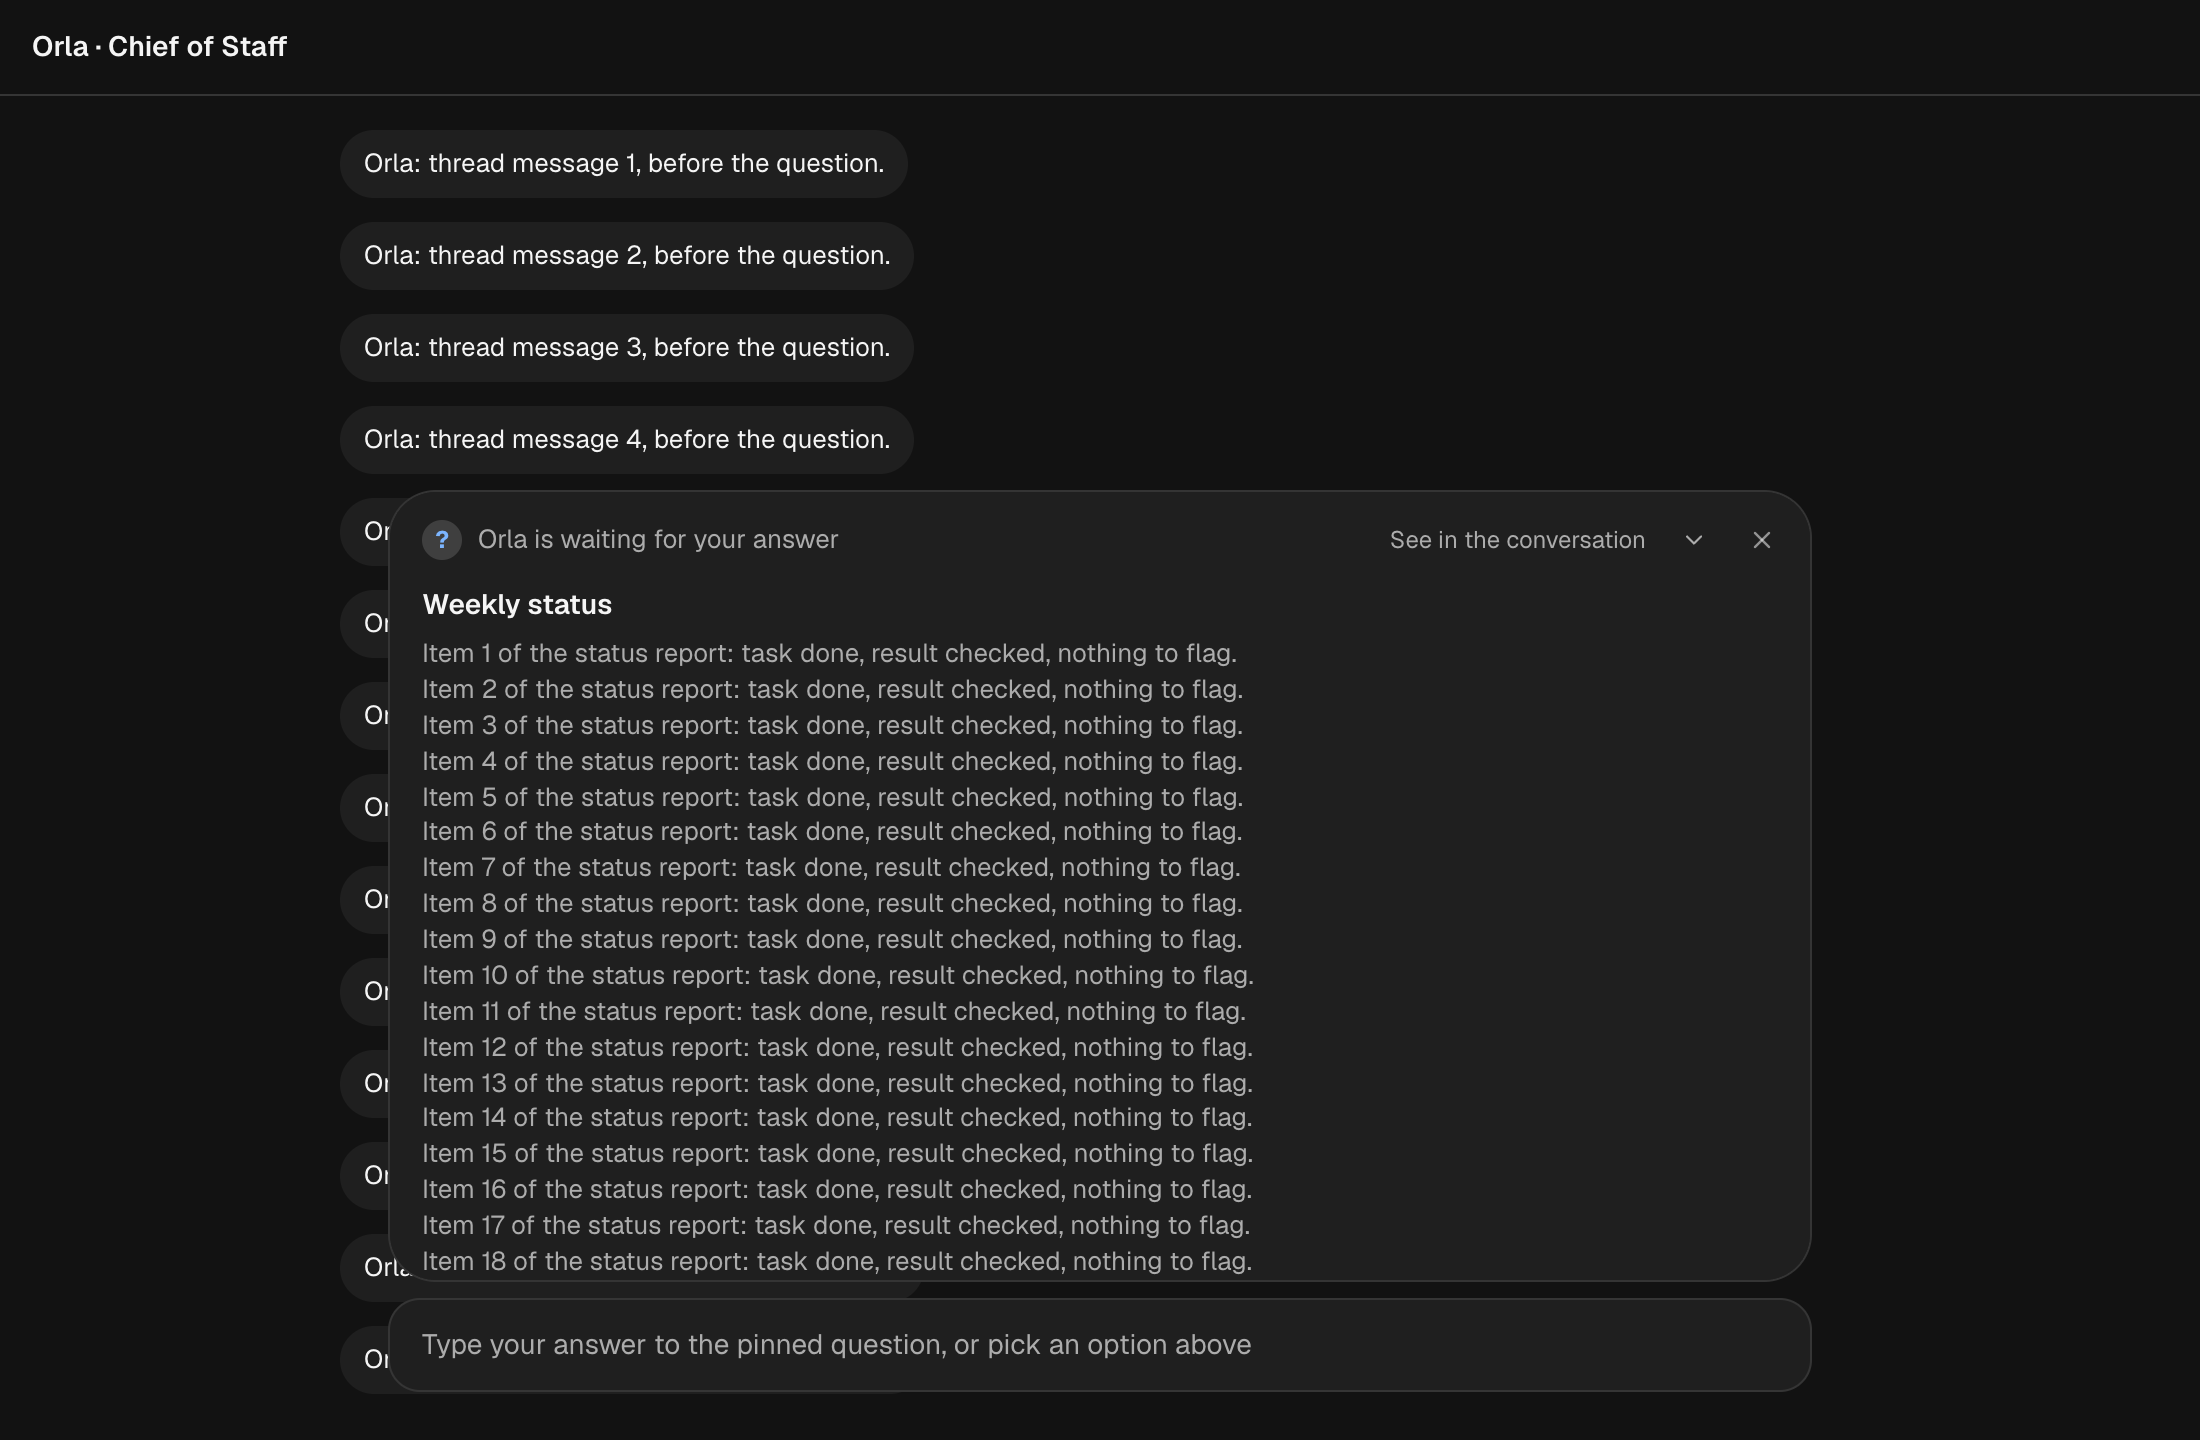 Orla · Chief of Staff
Orla: thread message 1, before the question.
Orla: thread message 2, before the question.
Orla: thread message 3, before the question.
Orla: thread message 4, before the question.
? Orla is waiting for your answer
See in the conversation
Weekly status
Item 1 of the status report: task done, result checked, nothing to flag.
Item 2 of the status report: task done, result checked, nothing to flag.
Item 3 of the status report: task done, result checked, nothing to flag.
Item 4 of the status report: task done, result checked, nothing to flag.
Item 5 of the status report: task done, result checked, nothing to flag.
Item 6 of the status report: task done, result checked, nothing to flag.
Item 7 of the status report: task done, result checked, nothing to flag.
Item 8 of the status report: task done, result checked, nothing to flag.
Item 9 of the status report: task done, result checked, nothing to flag.
Item 10 of the status report: task done, result checked, nothing to flag.
Item 11 of the status report: task done, result checked, nothing to flag.
Item 12 of the status report: task done, result checked, nothing to flag.
Item 13 of the status report: task done, result checked, nothing to flag.
Item 14 of the status report: task done, result checked, nothing to flag.
Item 15 of the status report: task done, result checked, nothing to flag.
Item 16 of the status report: task done, result checked, nothing to flag.
Item 17 of the status report: task done, result checked, nothing to flag.
Item 18 of the status report: task done, result checked, nothing to flag.
Type your answer to the pinned question, or pick an option above